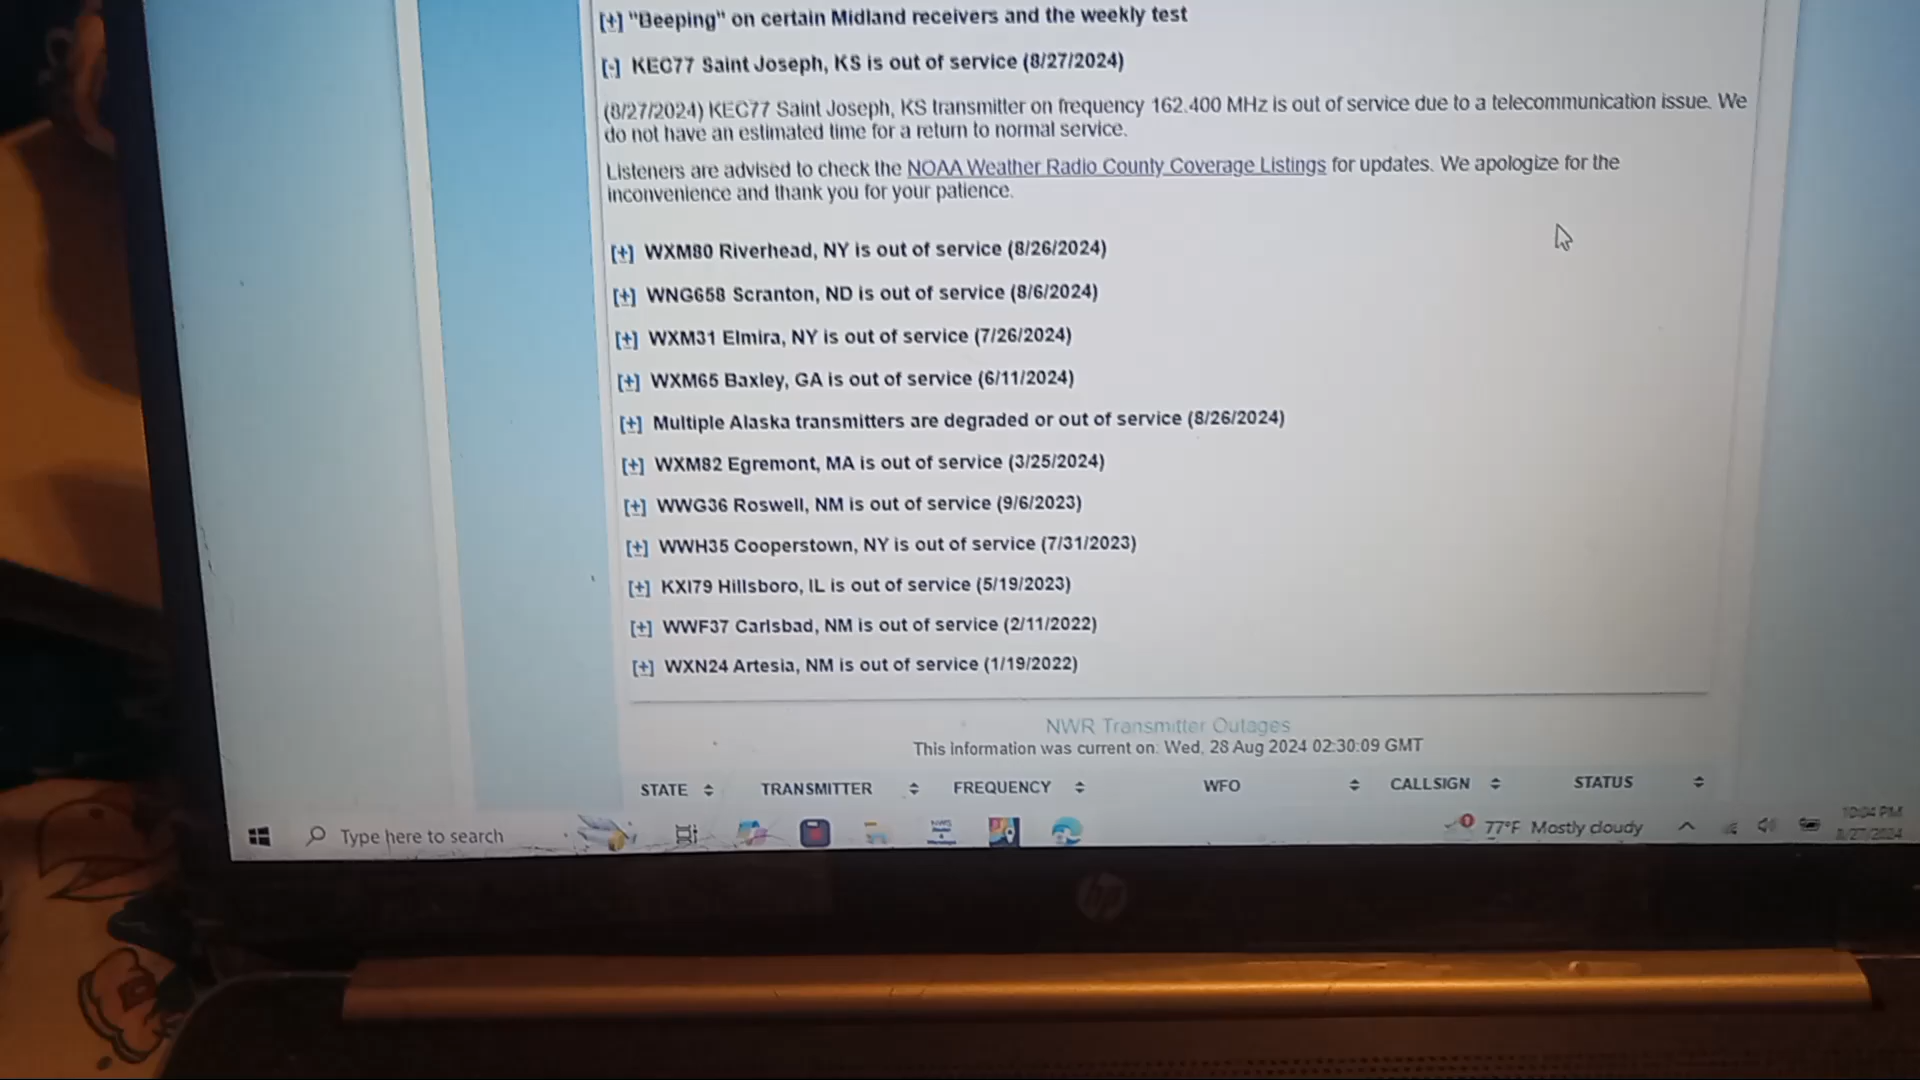 [+] "Beeping" on certain Midland receivers and the weekly test
[-] KEC77 Saint Joseph, KS is out of service (8/27/2024)
(8/27/2024) KEC77 Saint Joseph, KS transmitter on frequency 162.400 MHz is out of service due to a telecommunication issue. We
do not have an estimated time for a return to normal service.
Listeners are advised to check the NOAA Weather Radio County Coverage Listings for updates. We apologize for the
inconvenience and thank you for your patience.
[+] WXM80 Riverhead, NY is out of service (8/26/2024)
[+] WNG658 Scranton, ND is out of service (8/6/2024)
[+] WXM31 Elmira, NY is out of service (7/26/2024)
[+] WXM65 Baxley, GA is out of service (6/11/2024)
[+] Multiple Alaska transmitters are degraded or out of service (8/26/2024)
[+] WXM82 Egremont, MA is out of service (3/25/2024)
[+] WWG36 Roswell, NM is out of service (9/6/2023)
[+] WWH35 Cooperstown, NY is out of service (7/31/2023)
[+] KXI79 Hillsboro, IL is out of service (5/19/2023)
[+] WWF37 Carlsbad, NM is out of service (2/11/2022)
[+] WXN24 Artesia, NM is out of service (1/19/2022)
NWR Transmitter Outages
This information was current on: Wed, 28 Aug 2024 02:30:09 GMT
STATE TRANSMITTER FREQUENCY WFO CALLSIGN STATUS
Type here to search
77°F Mostly cloudy
10:04 PM
8/27/2024
hp